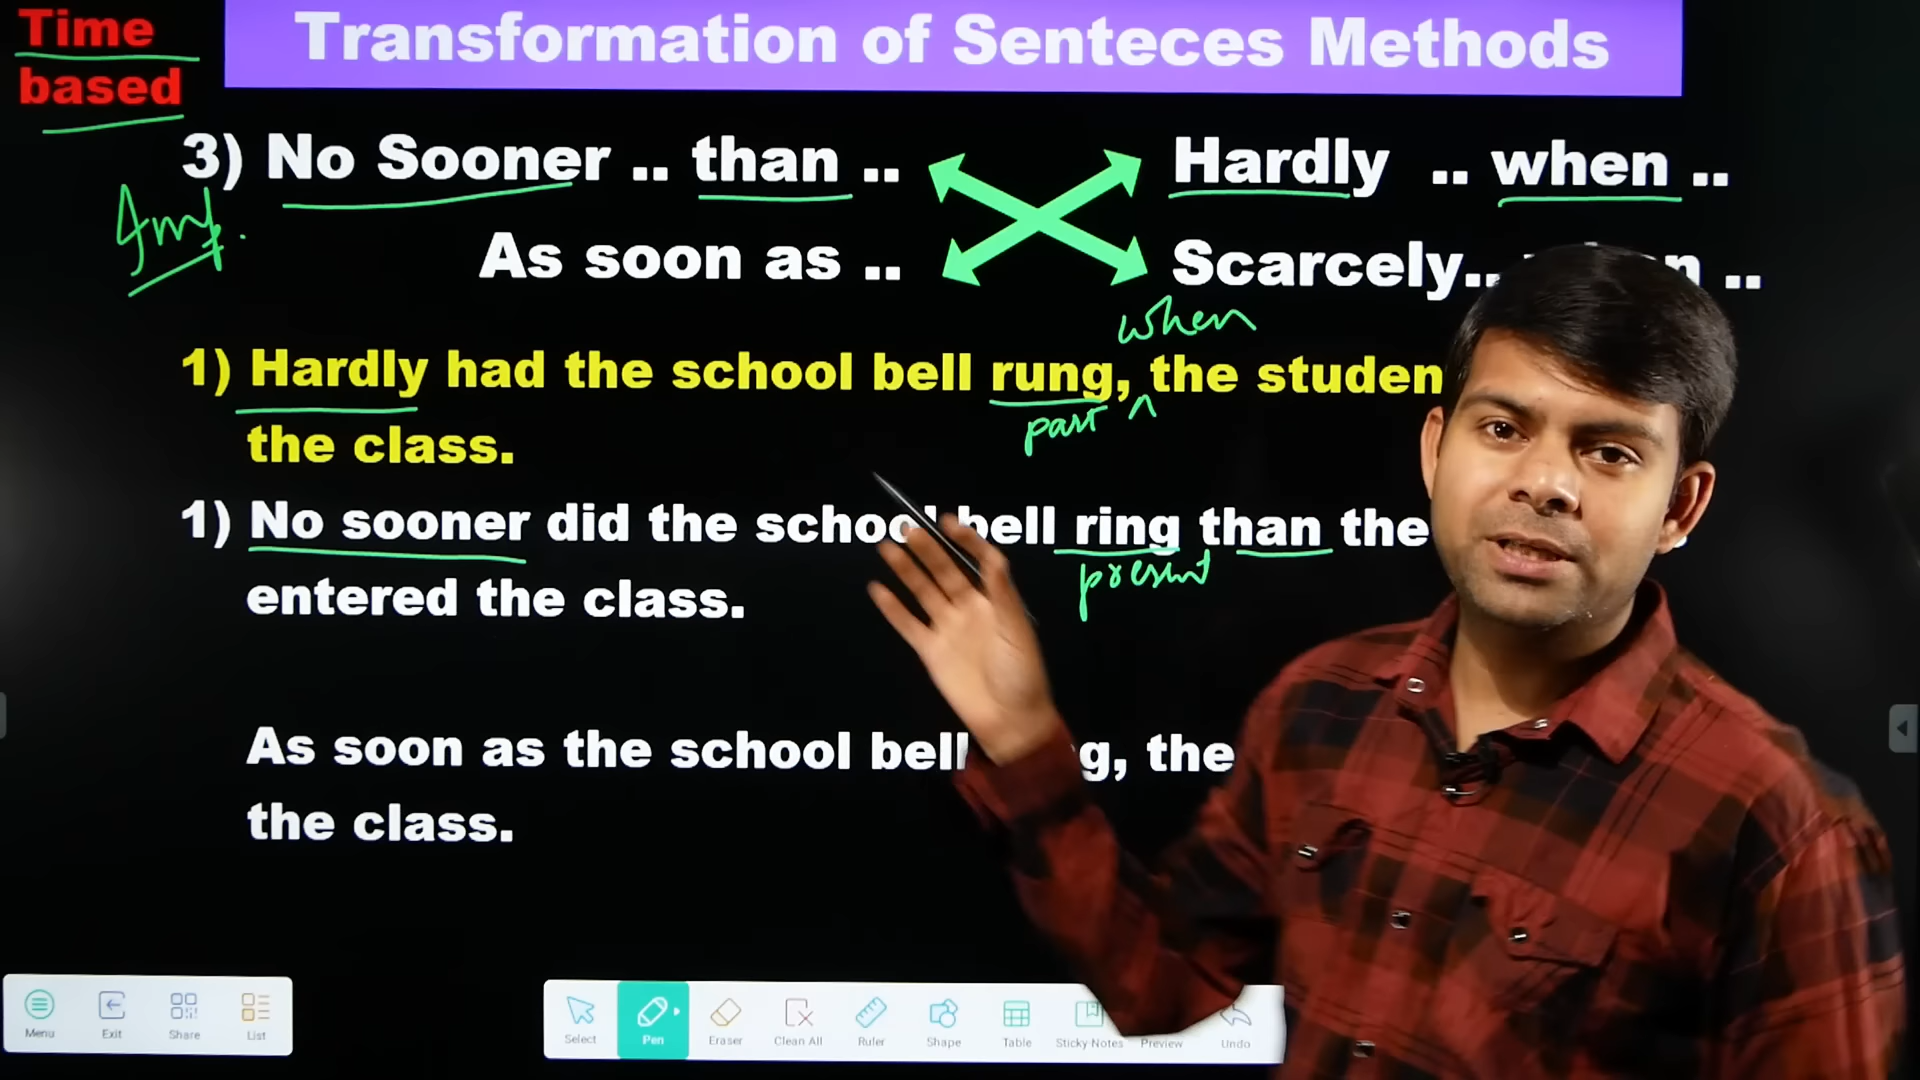 Time
based
Transformation of Senteces Methods
3) No Sooner .. than .. Hardly .. when ..
Imp.
As soon as .. Scarcely.. ..
when
1) Hardly had the school bell rung, the
past
the class.
1) No sooner did the school bell ring than the
present
entered the class.
As soon as the school bell the
the class.
Menu Exit Share List
Select Pen Eraser Clean All Ruler Shape Table Sticky Notes Preview Undo